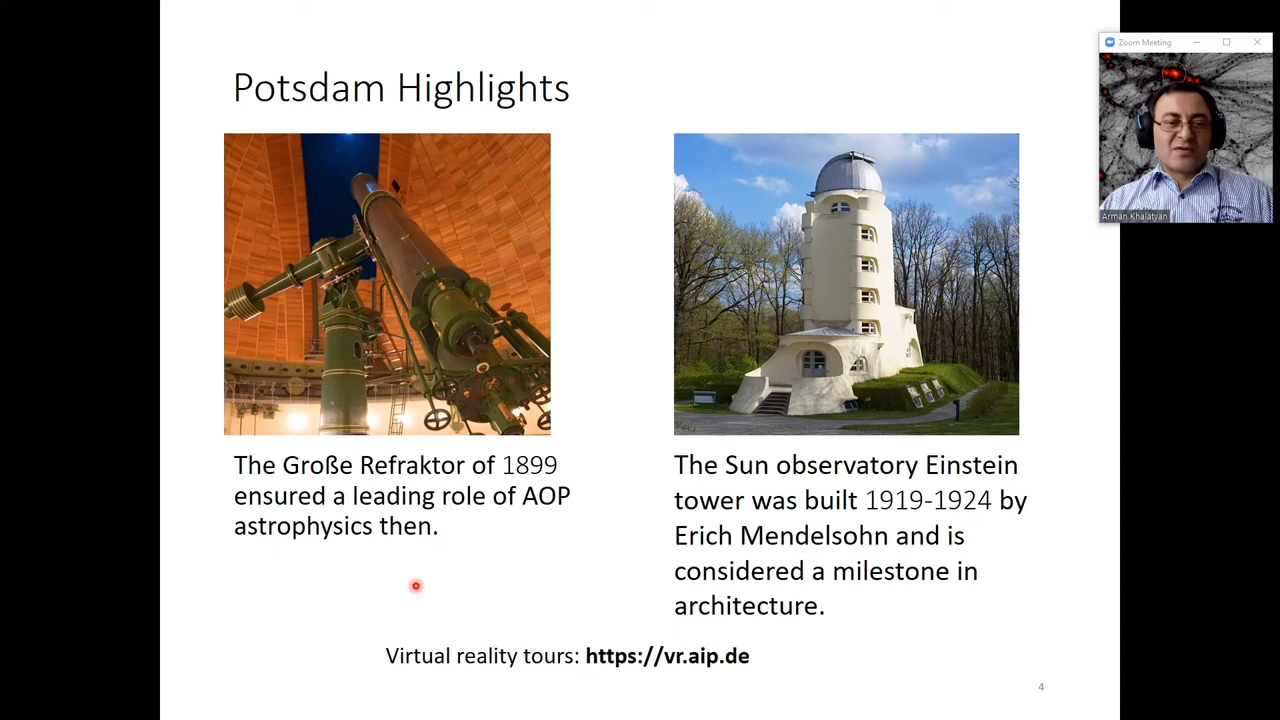 Potsdam Highlights
Zoom Meeting
Arman Khalatyan
The Große Refraktor of 1899
ensured a leading role of AOP
astrophysics then.
The Sun observatory Einstein
tower was built 1919-1924 by
Erich Mendelsohn and is
considered a milestone in
architecture.
Virtual reality tours: https://vr.aip.de
4